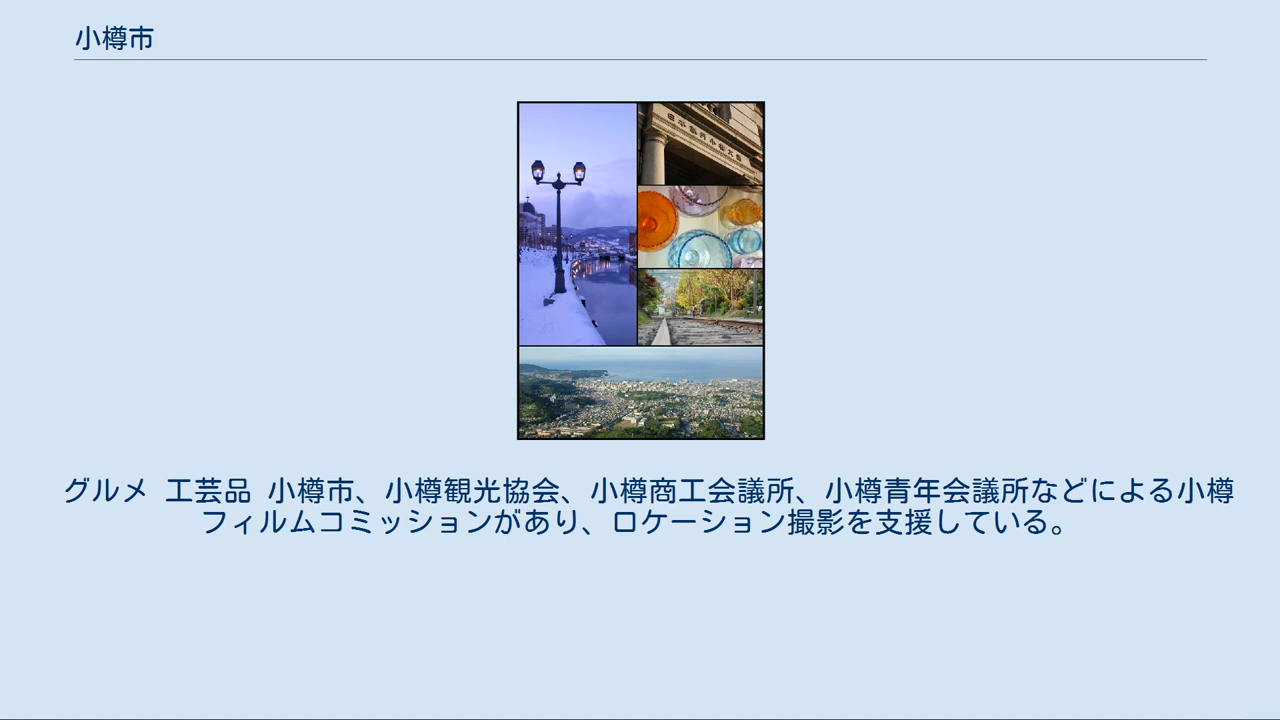 小樽市
グルメ 工芸品 小樽市、小樽観光協会、小樽商工会議所、小樽青年会議所などによる小樽
フィルムコミッションがあり、ロケーション撮影を支援している。